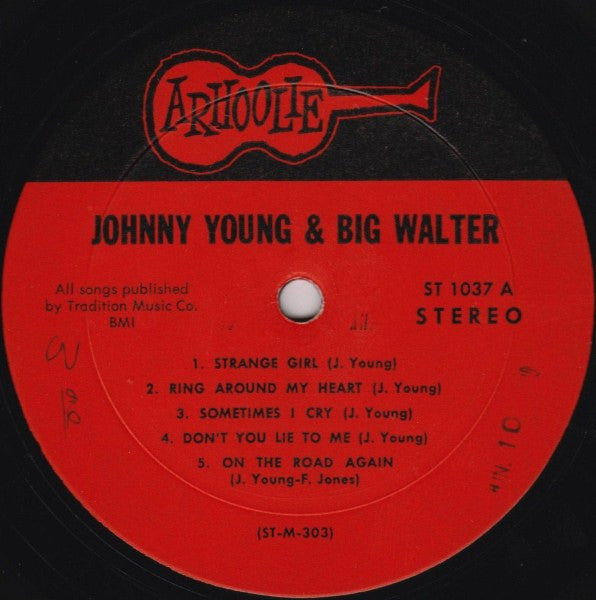 ARHOOLIE
JOHNNY YOUNG & BIG WALTER
All songs published
by Tradition Music Co.
BMI
ST 1037 A
STEREO
1. STRANGE GIRL (J. Young)
2. RING AROUND MY HEART (J. Young)
3. SOMETIMES I CRY (J. Young)
4. DON'T YOU LIE TO ME (J. Young)
5. ON THE ROAD AGAIN
(J. Young-F. Jones)
(ST-M-303)